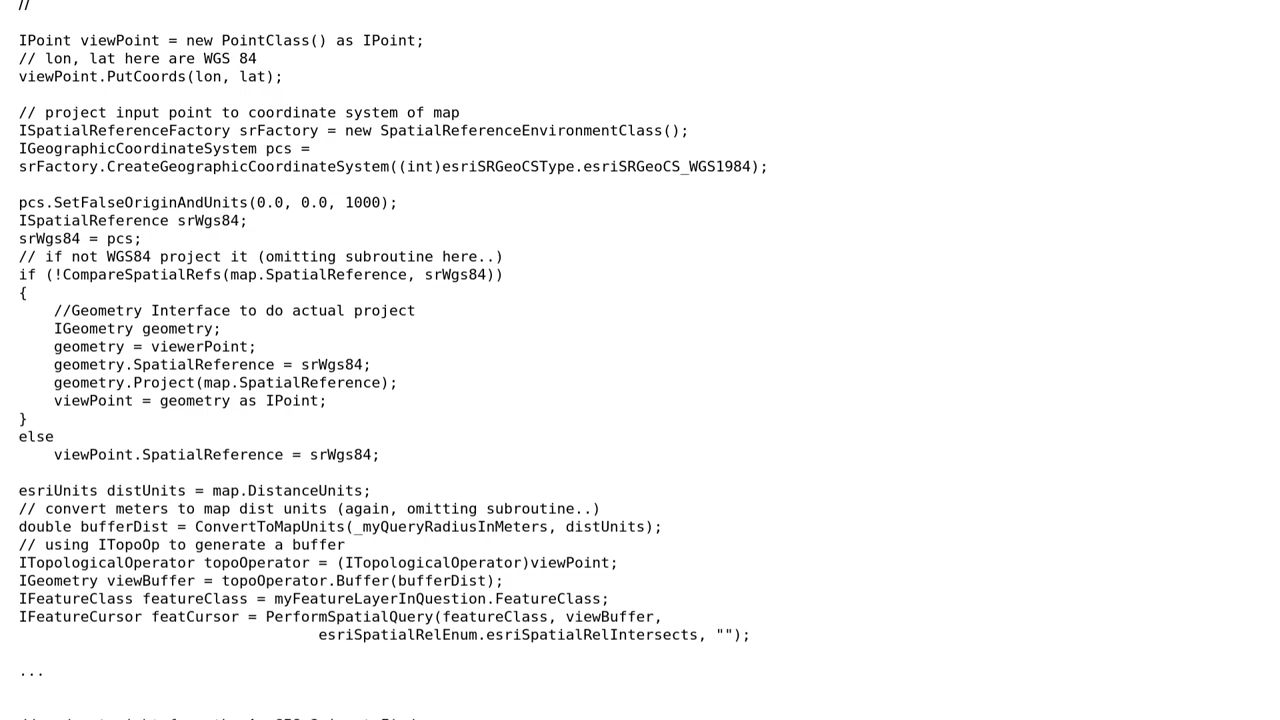 //
IPoint viewPoint = new PointClass() as IPoint;
// lon, lat here are WGS 84
viewPoint.PutCoords(lon, lat);
// project input point to coordinate system of map
ISpatialReferenceFactory srFactory = new SpatialReferenceEnvironmentClass();
IGeographicCoordinateSystem pcs =
srFactory.CreateGeographicCoordinateSystem((int)esriSRGeoCSType.esriSRGeoCS_WGS1984);
pcs.SetFalseOriginAndUnits(0.0, 0.0, 1000);
ISpatialReference srWgs84;
srWgs84 = pcs;
// if not WGS84 project it (omitting subroutine here..)
if (!CompareSpatialRefs(map.SpatialReference, srWgs84))
{
    //Geometry Interface to do actual project
    IGeometry geometry;
    geometry = viewerPoint;
    geometry.SpatialReference = srWgs84;
    geometry.Project(map.SpatialReference);
    viewPoint = geometry as IPoint;
}
else
    viewPoint.SpatialReference = srWgs84;
esriUnits distUnits = map.DistanceUnits;
// convert meters to map dist units (again, omitting subroutine..)
double bufferDist = ConvertToMapUnits(_myQueryRadiusInMeters, distUnits);
// using ITopoOp to generate a buffer
ITopologicalOperator topoOperator = (ITopologicalOperator)viewPoint;
IGeometry viewBuffer = topoOperator.Buffer(bufferDist);
IFeatureClass featureClass = myFeatureLayerInQuestion.FeatureClass;
IFeatureCursor featCursor = PerformSpatialQuery(featureClass, viewBuffer,
                                  esriSpatialRelEnum.esriSpatialRelIntersects, "");
...